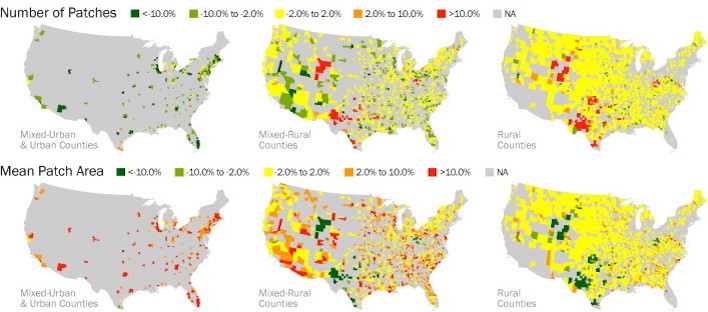 Number of Patches
<-10.0% -10.0% to -2.0% -2.0% to 2.0% 2.0% to 10.0% >10.0% NA
Mixed-Urban
& Urban Counties
Mixed-Rural
Counties
Rural
Counties
Mean Patch Area
<-10.0% -10.0% to -2.0% -2.0% to 2.0% 2.0% to 10.0% >10.0% NA
Mixed-Urban
& Urban Counties
Mixed-Rural
Counties
Rural
Counties